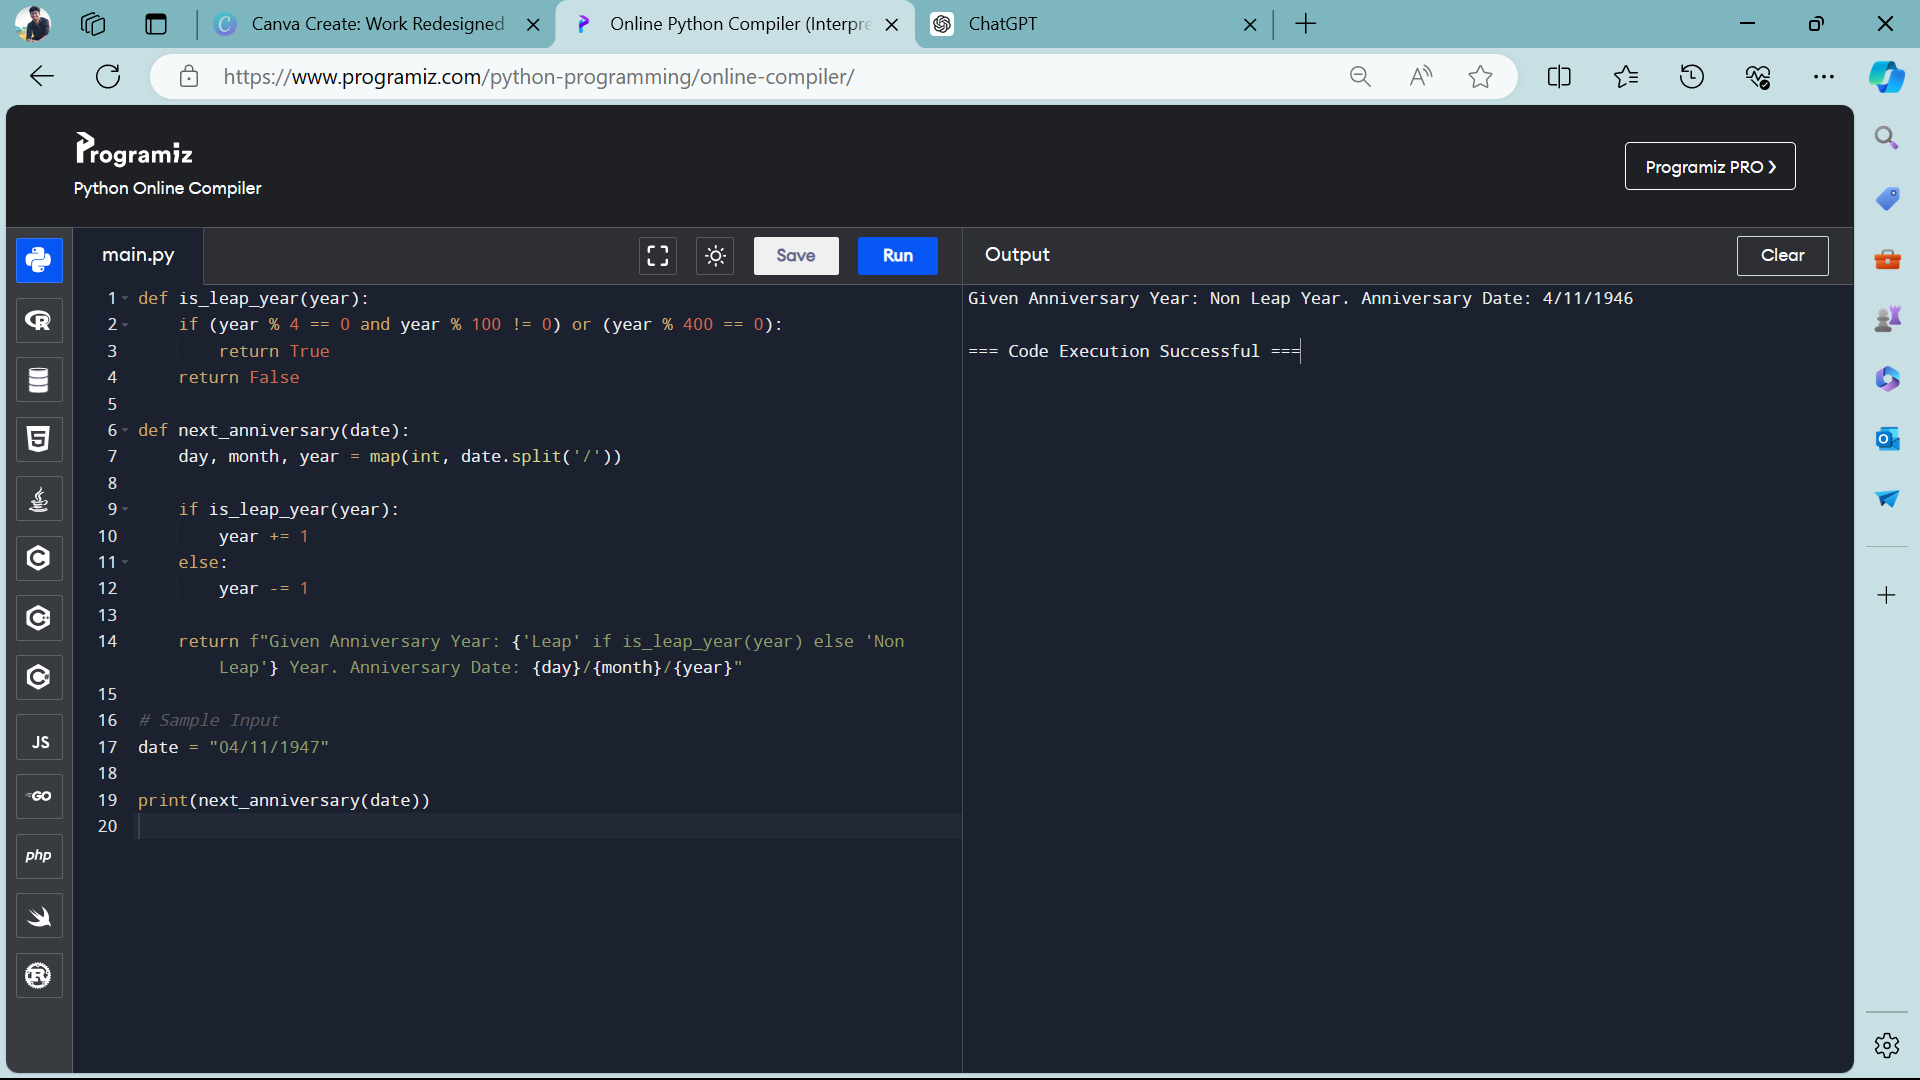 Canva Create: Work Redesigned
Online Python Compiler (Interpre
ChatGPT
https://www.programiz.com/python-programming/online-compiler/
Programiz
Python Online Compiler
Programiz PRO
main.py
Save
Run
Output
Clear
1 def is_leap_year(year):
2     if (year % 4 == 0 and year % 100 != 0) or (year % 400 == 0):
3         return True
4     return False
5
6 def next_anniversary(date):
7     day, month, year = map(int, date.split('/'))
8
9     if is_leap_year(year):
10         year += 1
11     else:
12         year -= 1
13
14     return f"Given Anniversary Year: {'Leap' if is_leap_year(year) else 'Non
        Leap'} Year. Anniversary Date: {day}/{month}/{year}"
15
16 # Sample Input
17 date = "04/11/1947"
18
19 print(next_anniversary(date))
20
Given Anniversary Year: Non Leap Year. Anniversary Date: 4/11/1946
=== Code Execution Successful ===
R
5
C
C
C
JS
GO
php
R